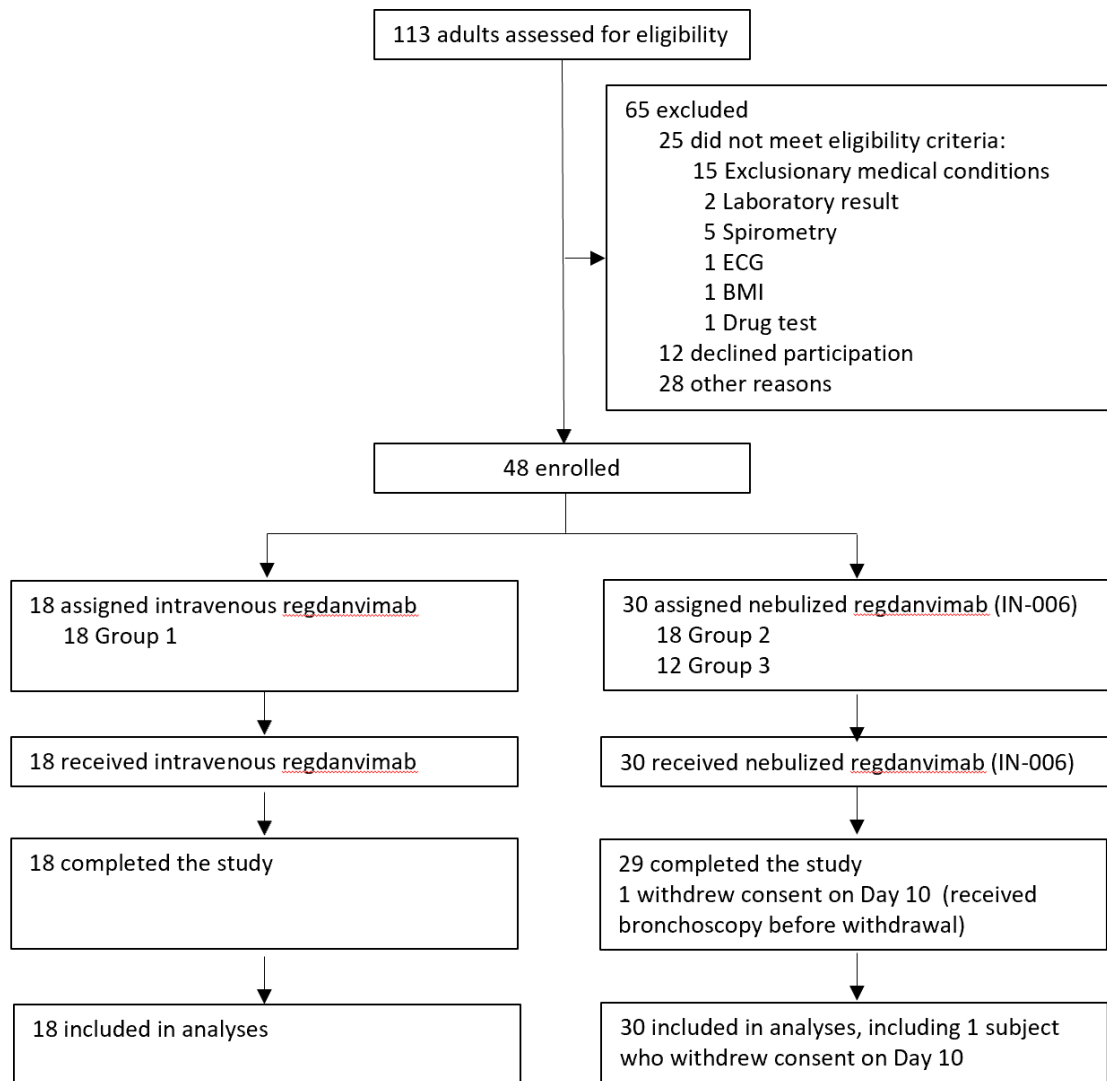 113 adults assessed for eligibility
65 excluded
25 did not meet eligibility criteria:
15 Exclusionary medical conditions
2 Laboratory result
5 Spirometry
1 ECG
1 BMI
1 Drug test
12 declined participation
28 other reasons
48 enrolled
18 assigned intravenous regdanvimab
18 Group 1
30 assigned nebulized regdanvimab (IN-006)
18 Group 2
12 Group 3
18 received intravenous regdanvimab
30 received nebulized regdanvimab (IN-006)
18 completed the study
29 completed the study
1 withdrew consent on Day 10 (received
bronchoscopy before withdrawal)
18 included in analyses
30 included in analyses, including 1 subject
who withdrew consent on Day 10